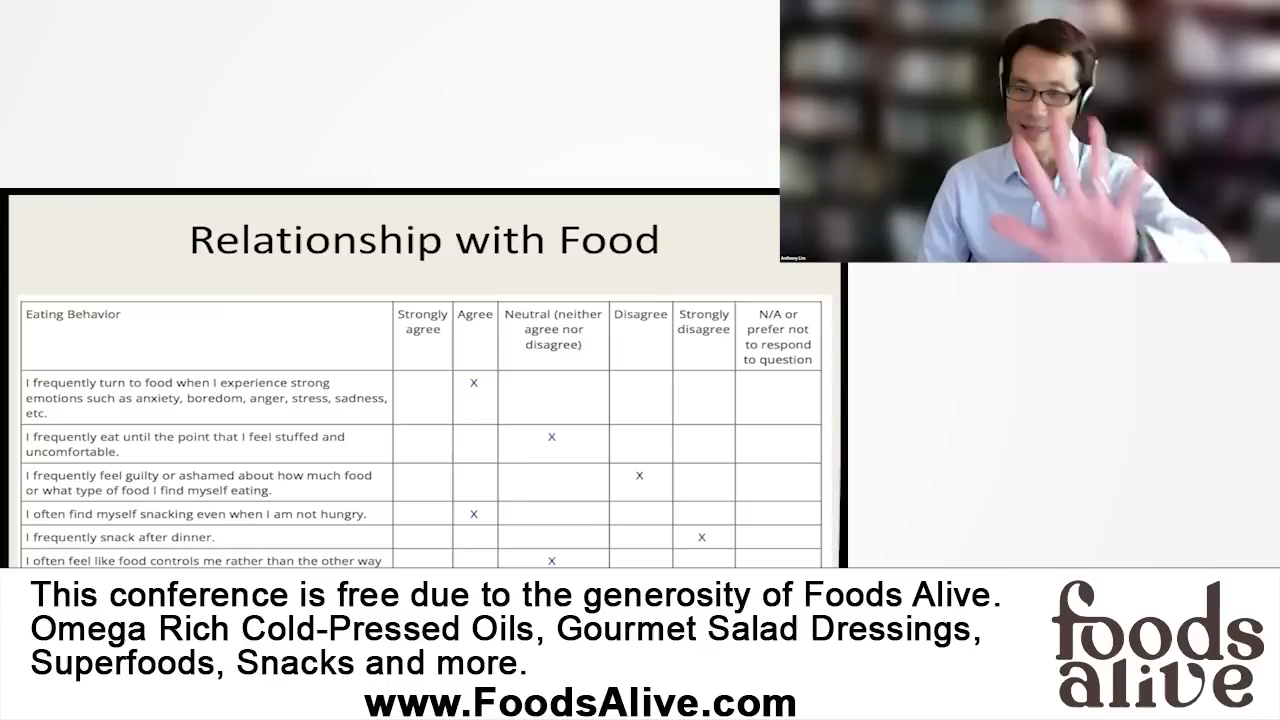 Anthony Lim
Relationship with Food
Eating Behavior
Strongly
agree
Agree
Neutral (neither
agree nor
disagree)
Disagree
Strongly
disagree
N/A or
prefer not
to respond
to question
I frequently turn to food when I experience strong
emotions such as anxiety, boredom, anger, stress, sadness,
etc.
X
I frequently eat until the point that I feel stuffed and
uncomfortable.
X
I frequently feel guilty or ashamed about how much food
or what type of food I find myself eating.
X
I often find myself snacking even when I am not hungry.
X
I frequently snack after dinner.
X
I often feel like food controls me rather than the other way
X
This conference is free due to the generosity of Foods Alive.
Omega Rich Cold-Pressed Oils, Gourmet Salad Dressings,
Superfoods, Snacks and more.
www.FoodsAlive.com
foods
alive